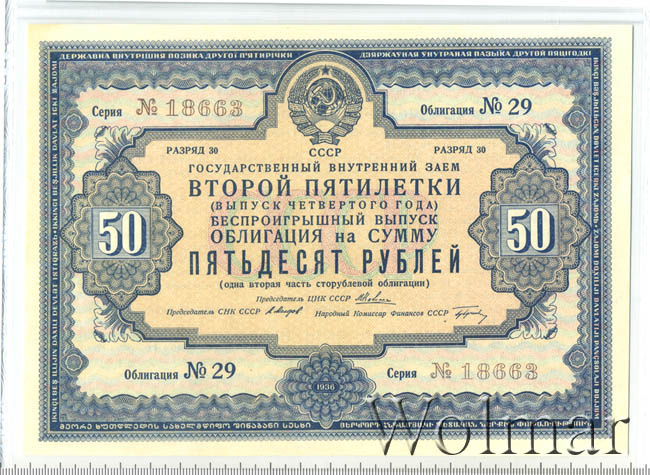 ДЕРЖАВНА ВНУТРІШНЯ ПОЗИКА ДРУГОЇ П'ЯТИРІЧКИ
ДЗЯРЖАЎНАЯ УНУТРАНАЯ ПАЗЫКА ДРУГОЙ ПЯЦІГОДКІ
Серия № 18663
Облигация № 29
РАЗРЯД 30
РАЗРЯД 30
СССР
ГОСУДАРСТВЕННЫЙ ВНУТРЕННИЙ ЗАЕМ
ВТОРОЙ ПЯТИЛЕТКИ
(ВЫПУСК ЧЕТВЕРТОГО ГОДА)
БЕСПРОИГРЫШНЫЙ ВЫПУСК
ОБЛИГАЦИЯ на СУММУ
50
ПЯТЬДЕСЯТ РУБЛЕЙ
50
(одна вторая часть сторублевой облигации)
Председатель ЦИК СССР
Председатель СНК СССР
Народный Комиссар Финансов СССР
Облигация № 29
Серия № 18663
1936
Wolmar